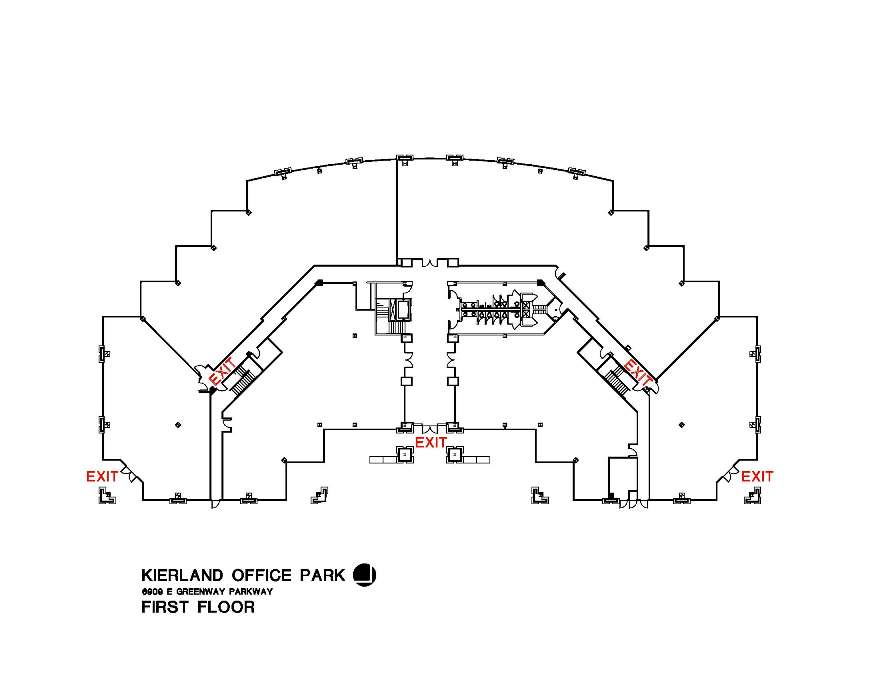 EXIT
EXIT
EXIT
EXIT
EXIT
KIERLAND OFFICE PARK
6909 E GREENWAY PARKWAY
FIRST FLOOR